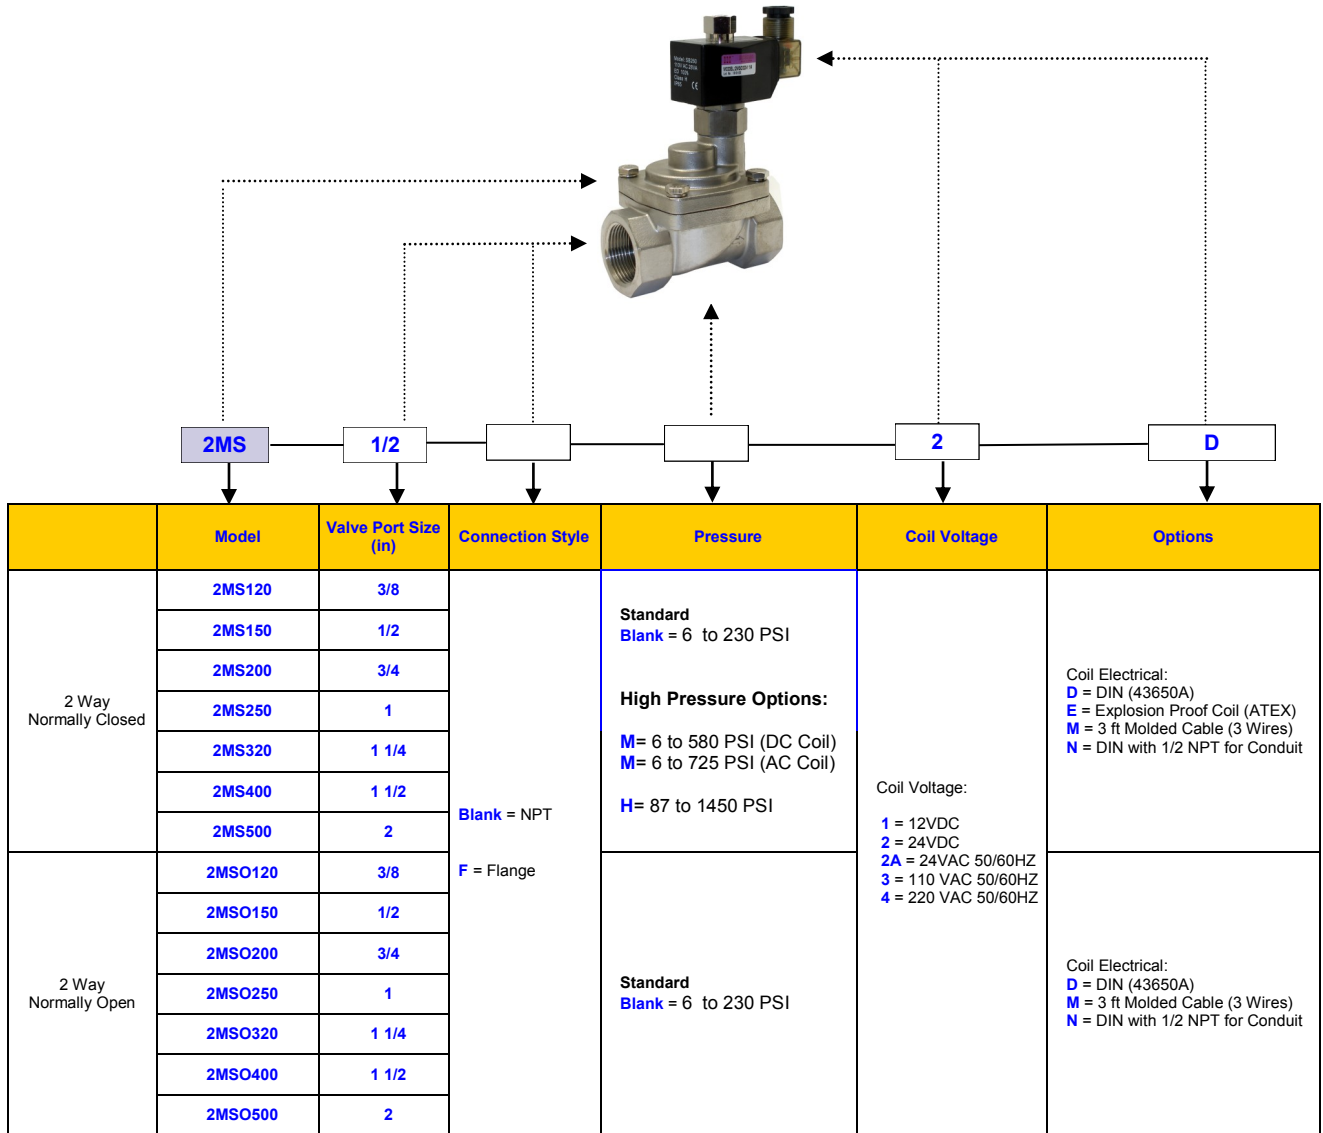 2MS 1/2 2 D
Model
Valve Port Size
(in)
Connection Style
Pressure
Coil Voltage
Options
2 Way
Normally Closed
2MS120 3/8
2MS150 1/2
2MS200 3/4
2MS250 1
2MS320 1 1/4
2MS400 1 1/2
2MS500 2
2 Way
Normally Open
2MSO120 3/8
2MSO150 1/2
2MSO200 3/4
2MSO250 1
2MSO320 1 1/4
2MSO400 1 1/2
2MSO500 2
Blank = NPT
F = Flange
Standard
Blank = 6 to 230 PSI
High Pressure Options:
M= 6 to 580 PSI (DC Coil)
M= 6 to 725 PSI (AC Coil)
H= 87 to 1450 PSI
Standard
Blank = 6 to 230 PSI
Coil Voltage:
1 = 12VDC
2 = 24VDC
2A = 24VAC 50/60HZ
3 = 110 VAC 50/60HZ
4 = 220 VAC 50/60HZ
Coil Electrical:
D = DIN (43650A)
E = Explosion Proof Coil (ATEX)
M = 3 ft Molded Cable (3 Wires)
N = DIN with 1/2 NPT for Conduit
Coil Electrical:
D = DIN (43650A)
M = 3 ft Molded Cable (3 Wires)
N = DIN with 1/2 NPT for Conduit